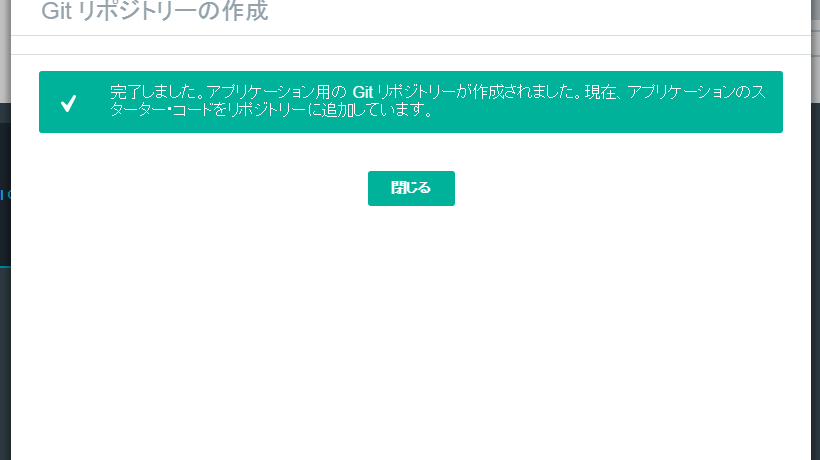 Git リポジトリーの作成
完了しました。アプリケーション用の Git リポジトリーが作成されました。現在、アプリケーションのス
ターター・コードをリポジトリーに追加しています。
閉じる